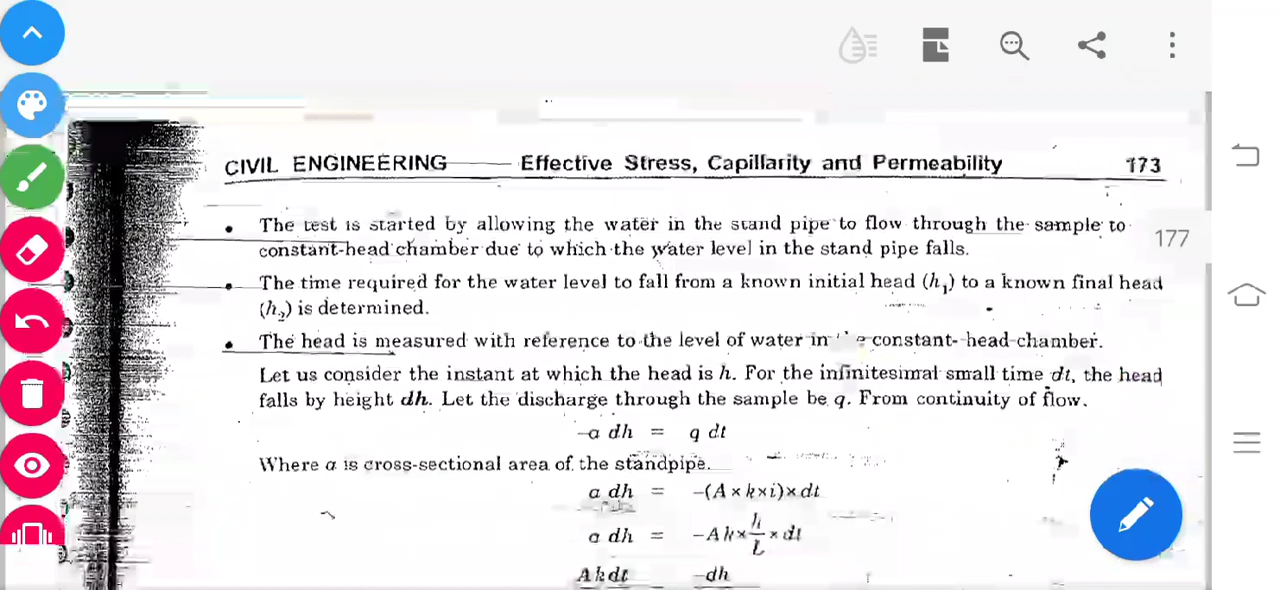 CIVIL ENGINEERING Effective Stress, Capillarity and Permeability 173
• The test is started by allowing the water in the stand pipe to flow through the sample to
constant-head chamber due to which the water level in the stand pipe falls.
177
• The time required for the water level to fall from a known initial head (h₁) to a known final head
(h₂) is determined.
• The head is measured with reference to the level of water in constant-head-chamber.
Let us consider the instant at which the head is h. For the infinitesimal small time dt, the head
falls by height dh. Let the discharge through the sample be q. From continuity of flow.
-a dh = q dt
Where a is cross-sectional area of the standpipe.
a dh = -(A × k × i) × dt
a dh = -Ak × h/L × dt
Akdt -dh